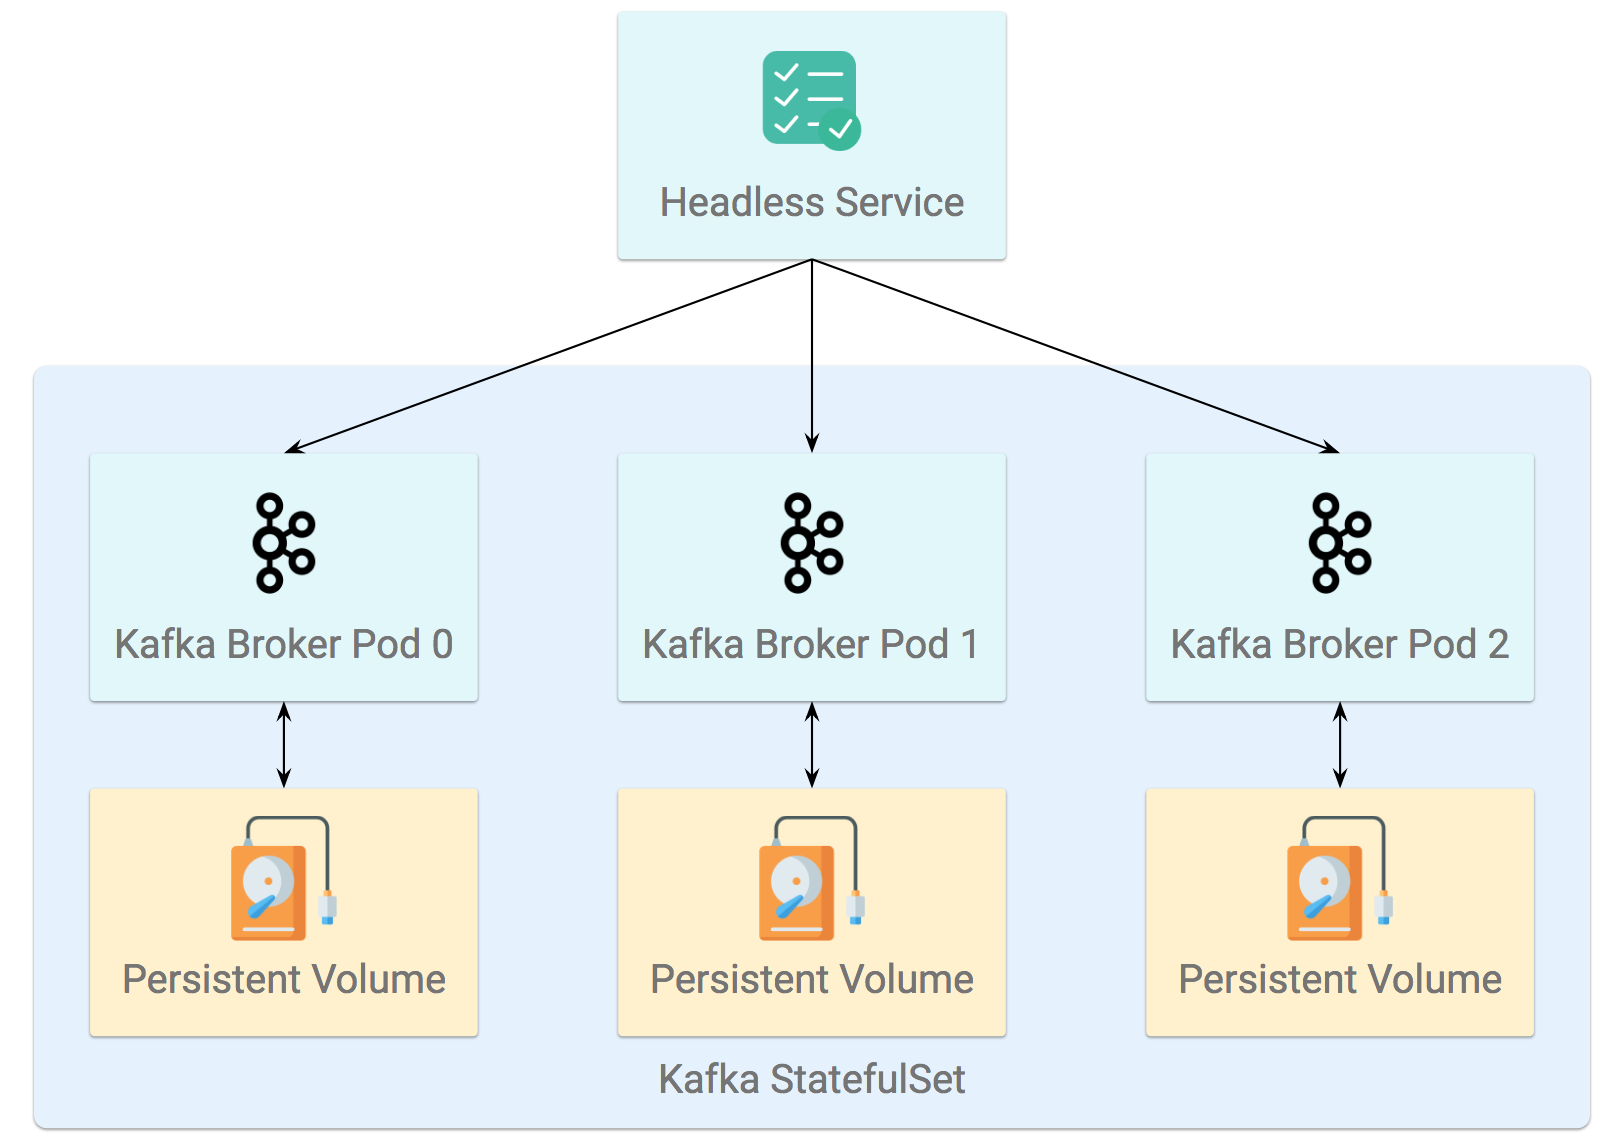 Headless Service
Kafka Broker Pod 0
Kafka Broker Pod 1
Kafka Broker Pod 2
Persistent Volume
Persistent Volume
Persistent Volume
Kafka StatefulSet